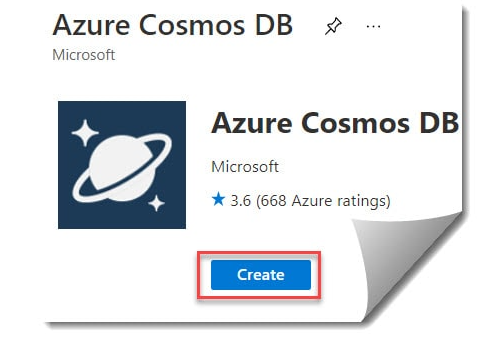 Azure Cosmos DB
Microsoft
Azure Cosmos DB
Microsoft
3.6 (668 Azure ratings)
Create